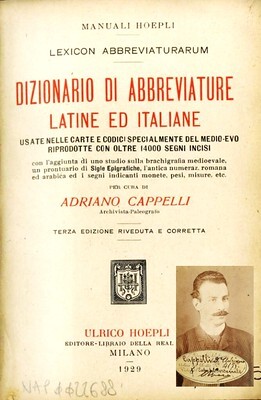 MANUALI HOEPLI
LEXICON ABBREVIATURARUM
DIZIONARIO DI ABBREVIATURE
LATINE ED ITALIANE
USATE NELLE CARTE E CODICI SPECIALMENTE DEL MEDIO-EVO
RIPRODOTTE CON OLTRE 14000 SEGNI INCISI
con l'aggiunta di uno studio sulla brachigrafia medioevale,
un prontuario di Sigle Epigrafiche, l'antica numeraz. romana
ed arabica ed i segni indicanti monete, pesi, misure, etc.
PER CURA DI
ADRIANO CAPPELLI
Archivista-Paleografo
TERZA EDIZIONE RIVEDUTA E CORRETTA
ULRICO HOEPLI
EDITORE-LIBRAIO DELLA REAL
MILANO
1929
Cappelli